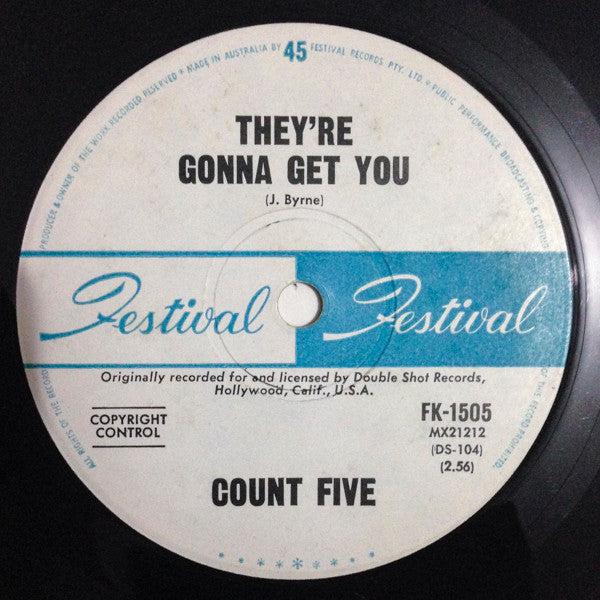 PRODUCER & OWNER OF THE WORK RECORDED RESERVED * MADE IN AUSTRALIA BY 45 FESTIVAL RECORDS PTY. LTD. * PUBLIC PERFORMANCE BROADCASTING & COPYING
THEY'RE
GONNA GET YOU
(J. Byrne)
Festival Festival
Originally recorded for and licensed by Double Shot Records,
Hollywood, Calif., U.S.A.
COPYRIGHT
CONTROL
FK-1505
MX21212
(DS-104)
(2.56)
COUNT FIVE
ALL RIGHTS OF THE RECORD
OF THIS RECORD PROHIBITED.